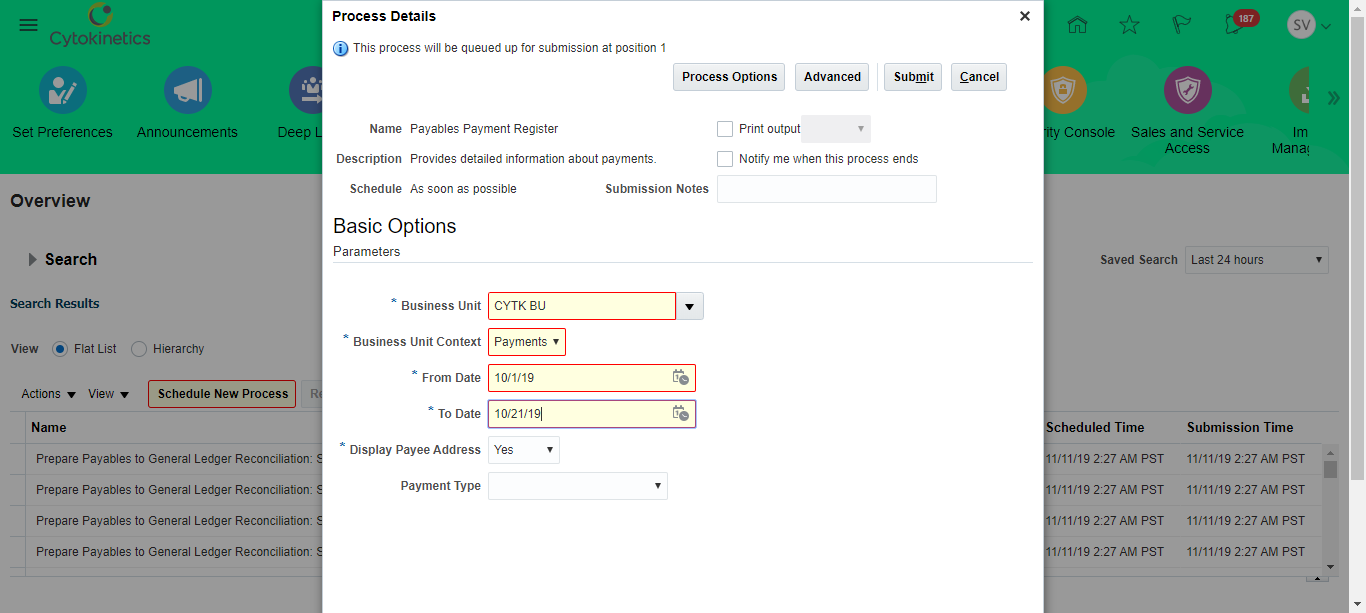 Process Details
This process will be queued up for submission at position 1
Process Options Advanced Submit Cancel
Cytokinetics
187
SV
Set Preferences
Announcements
Deep L
ity Console
Sales and Service
Access
Im
Manag
Name Payables Payment Register
Print output
Description Provides detailed information about payments.
Notify me when this process ends
Schedule As soon as possible
Submission Notes
Basic Options
Parameters
* Business Unit CYTK BU
* Business Unit Context Payments
* From Date 10/1/19
* To Date 10/21/19
* Display Payee Address Yes
Payment Type
Overview
Search
Saved Search Last 24 hours
Search Results
View Flat List Hierarchy
Actions View Schedule New Process Re
Name Scheduled Time Submission Time
Prepare Payables to General Ledger Reconciliation: S 11/11/19 2:27 AM PST 11/11/19 2:27 AM PST
Prepare Payables to General Ledger Reconciliation: S 11/11/19 2:27 AM PST 11/11/19 2:27 AM PST
Prepare Payables to General Ledger Reconciliation: S 11/11/19 2:27 AM PST 11/11/19 2:27 AM PST
Prepare Payables to General Ledger Reconciliation: S 11/11/19 2:27 AM PST 11/11/19 2:27 AM PST